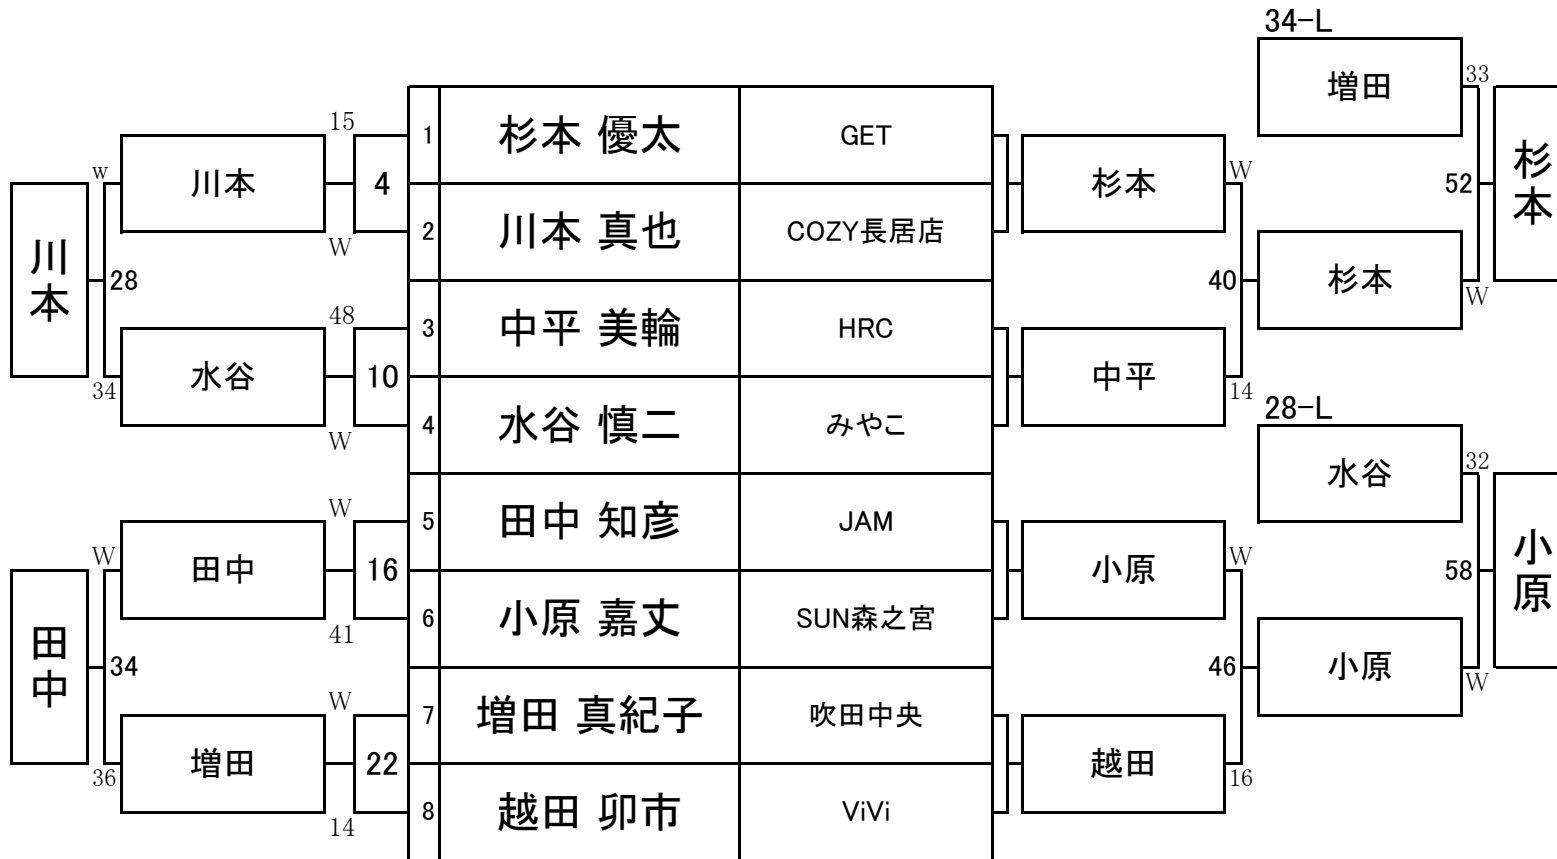 34-L
増田
33
15
1
杉本 優太
GET
杉本
W
w
川本
4
52
杉本
W
2
川本 真也
COZY長居店
川本
28
40
杉本
W
48
3
中平 美輪
HRC
中平
14
34
水谷
10
28-L
W
4
水谷 慎二
みやこ
水谷
32
W
5
田中 知彦
JAM
小原
W
W
田中
16
58
小原
41
6
小原 嘉丈
SUN森之宮
田中
34
46
小原
W
W
7
増田 真紀子
吹田中央
越田
16
36
増田
22
14
8
越田 卯市
ViVi